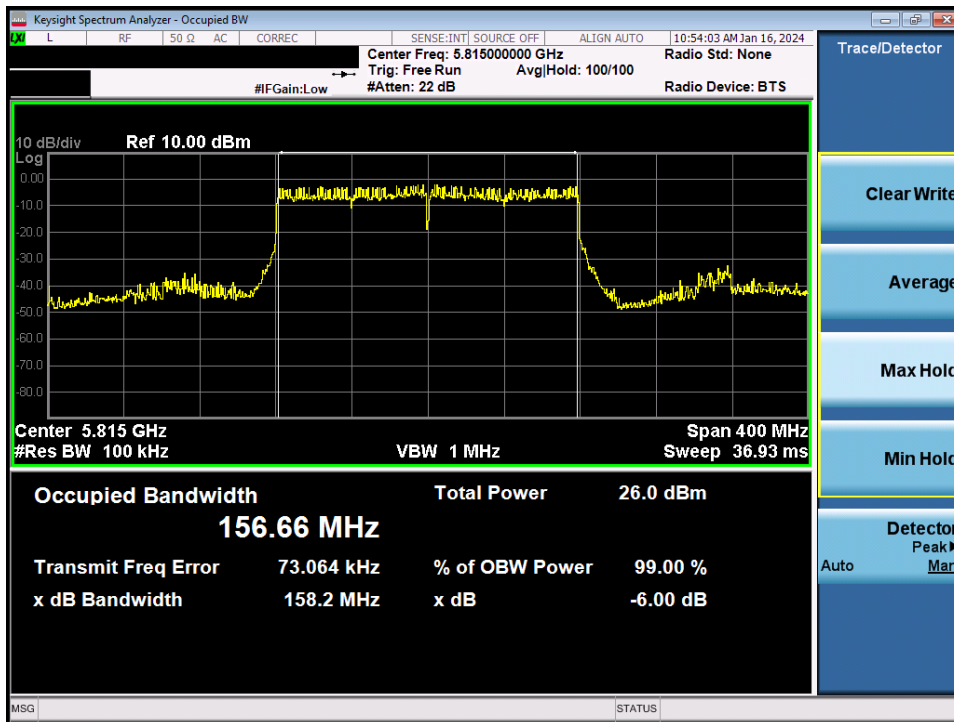 Keysight Spectrum Analyzer - Occupied BW
LXI L RF 50 Ω AC CORREC SENSE:INT SOURCE OFF ALIGN AUTO 10:54:03 AM Jan 16, 2024
Center Freq: 5.815000000 GHz Radio Std: None
Trig: Free Run Avg|Hold: 100/100
#IFGain:Low #Atten: 22 dB Radio Device: BTS
Trace/Detector
10 dB/div Ref 10.00 dBm
Log
0.00
-10.0
-20.0
-30.0
-40.0
-50.0
-60.0
-70.0
-80.0
Center 5.815 GHz Span 400 MHz
#Res BW 100 kHz VBW 1 MHz Sweep 36.93 ms
Occupied Bandwidth Total Power 26.0 dBm
156.66 MHz
Transmit Freq Error 73.064 kHz % of OBW Power 99.00 %
x dB Bandwidth 158.2 MHz x dB -6.00 dB
Clear Write
Average
Max Hold
Min Hold
Detector
Peak
Auto Man
MSG STATUS